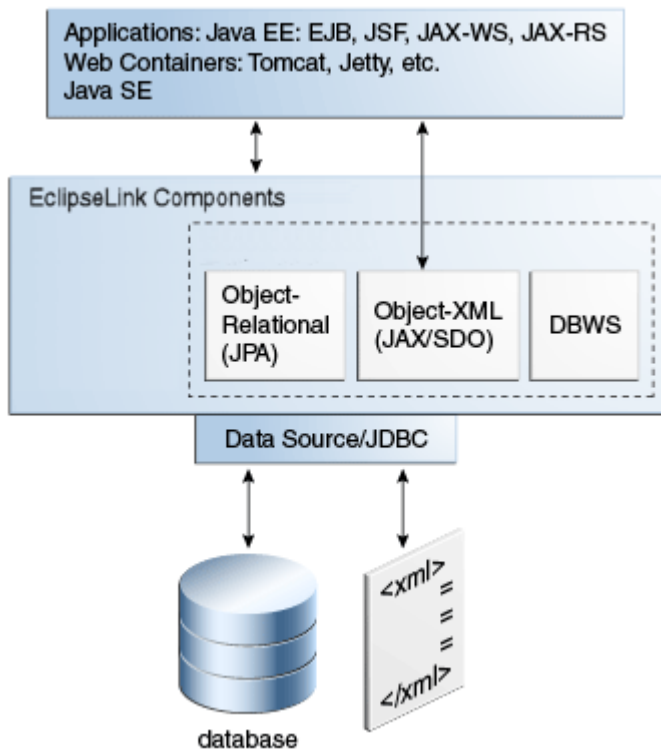 Applications: Java EE: EJB, JSF, JAX-WS, JAX-RS
Web Containers: Tomcat, Jetty, etc.
Java SE
EclipseLink Components
Object-
Relational
(JPA)
Object-XML
(JAX/SDO)
DBWS
Data Source/JDBC
<xml>
=
=
=
</xml>
database